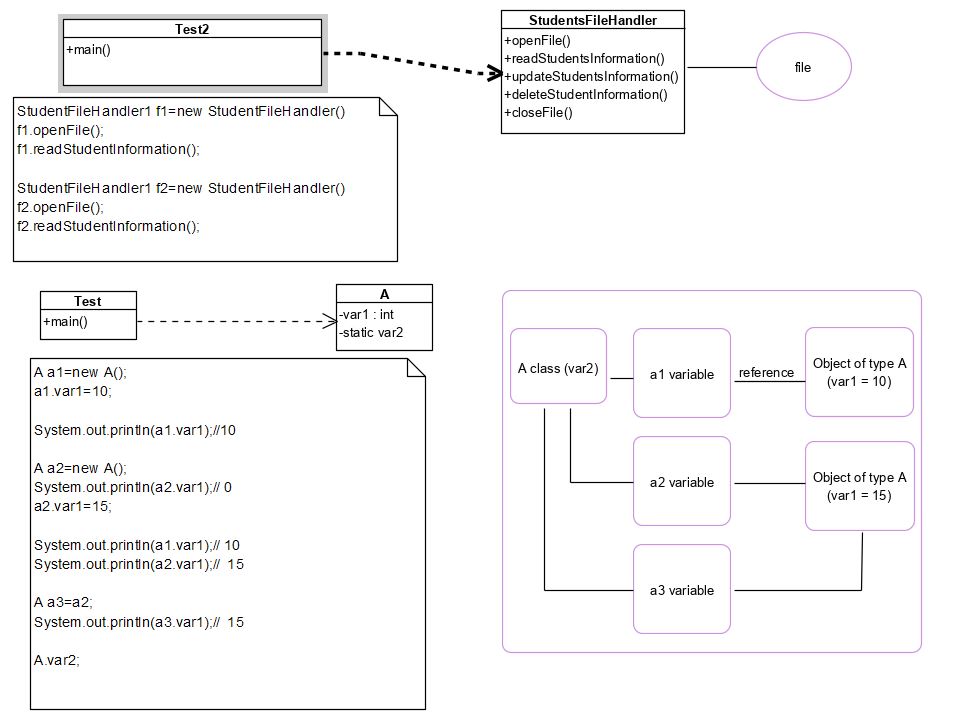 Test2
+main()
StudentsFileHandler
+openFile()
+readStudentsInformation()
+updateStudentsInformation()
+deleteStudentInformation()
+closeFile()
file
StudentFileHandler1 f1=new StudentFileHandler()
f1.openFile();
f1.readStudentInformation();
StudentFileHandler1 f2=new StudentFileHandler()
f2.openFile();
f2.readStudentInformation();
Test
+main()
A
-var1 : int
-static var2
A a1=new A();
a1.var1=10;
System.out.println(a1.var1);//10
A a2=new A();
System.out.println(a2.var1);// 0
a2.var1=15;
System.out.println(a1.var1);// 10
System.out.println(a2.var1);// 15
A a3=a2;
System.out.println(a3.var1);// 15
A.var2;
A class (var2)
a1 variable
reference
Object of type A
(var1 = 10)
a2 variable
Object of type A
(var1 = 15)
a3 variable